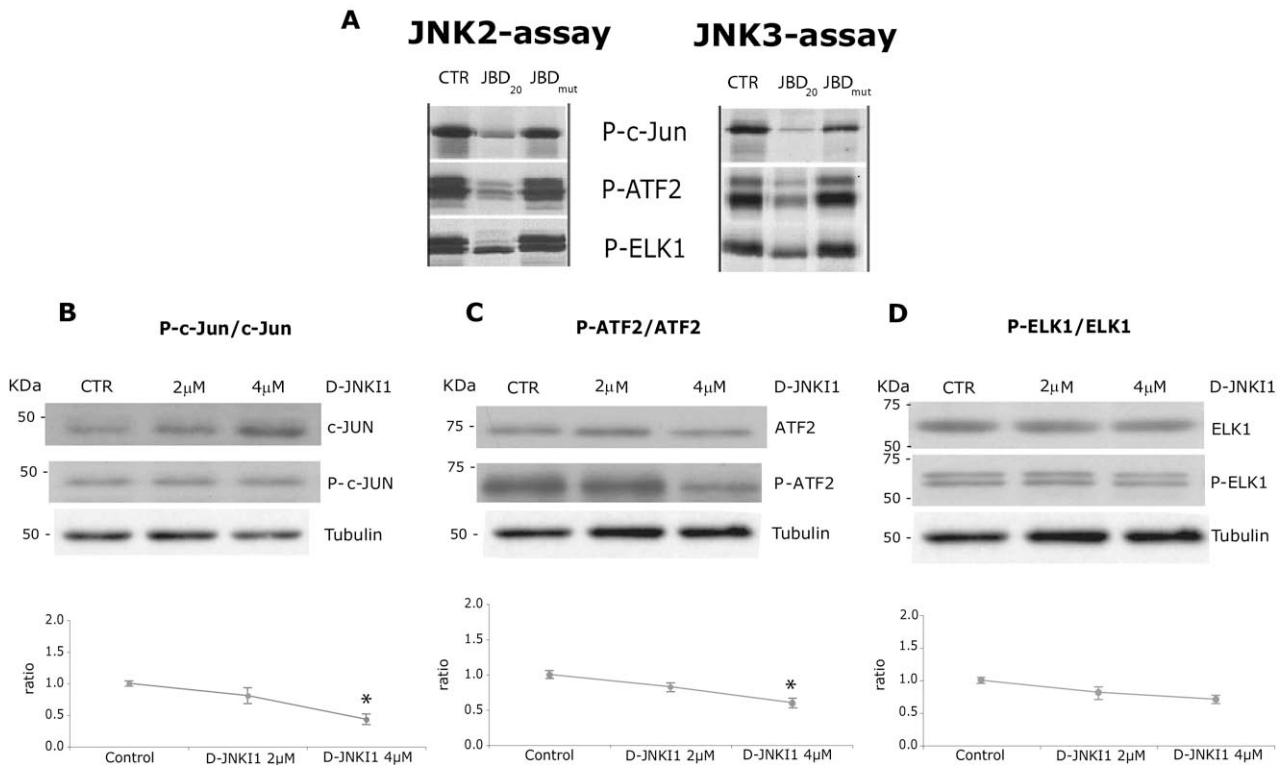 A
JNK2-assay JNK3-assay
CTR JBD20 JBDmut CTR JBD20 JBDmut
P-c-Jun
P-ATF2
P-ELK1
B
P-c-Jun/c-Jun
KDa CTR 2μM 4μM D-JNKI1
50 - c-JUN
50 - P-c-JUN
50 - Tubulin
2.0
1.5
1.0
0.5
0.0
ratio
*
Control D-JNKI1 2μM D-JNKI1 4μM
C
P-ATF2/ATF2
KDa CTR 2μM 4μM D-JNKI1
75 - ATF2
75 - P-ATF2
50 - Tubulin
2.0
1.5
1.0
0.5
0.0
ratio
*
Control D-JNKI1 2μM D-JNKI1 4μM
D
P-ELK1/ELK1
KDa CTR 2μM 4μM D-JNKI1
75 -
ELK1
50 -
75 -
P-ELK1
50 -
50 - Tubulin
2.0
1.5
1.0
0.5
0.0
ratio
Control D-JNKI1 2μM D-JNKI1 4μM